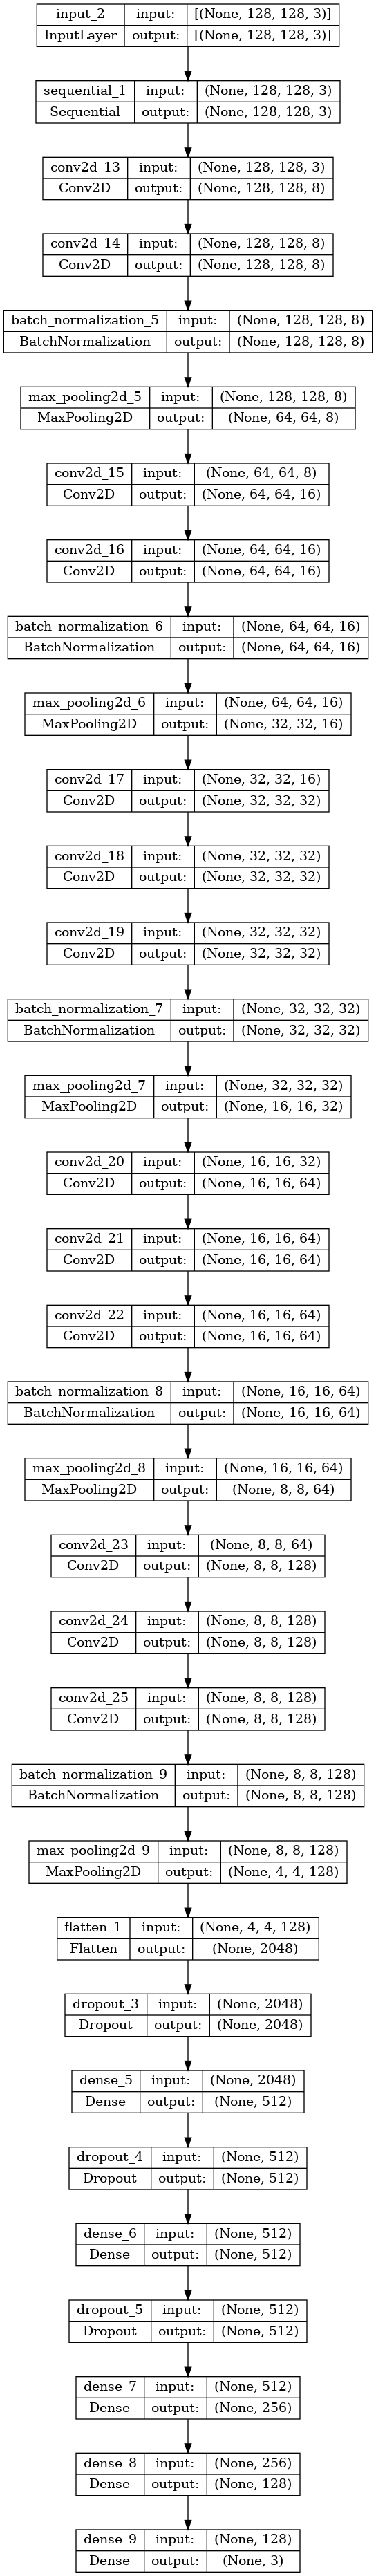 input_2 input: [(None, 128, 128, 3)]
InputLayer output: [(None, 128, 128, 3)]
sequential_1 input: (None, 128, 128, 3)
Sequential output: (None, 128, 128, 3)
conv2d_13 input: (None, 128, 128, 3)
Conv2D output: (None, 128, 128, 8)
conv2d_14 input: (None, 128, 128, 8)
Conv2D output: (None, 128, 128, 8)
batch_normalization_5 input: (None, 128, 128, 8)
BatchNormalization output: (None, 128, 128, 8)
max_pooling2d_5 input: (None, 128, 128, 8)
MaxPooling2D output: (None, 64, 64, 8)
conv2d_15 input: (None, 64, 64, 8)
Conv2D output: (None, 64, 64, 16)
conv2d_16 input: (None, 64, 64, 16)
Conv2D output: (None, 64, 64, 16)
batch_normalization_6 input: (None, 64, 64, 16)
BatchNormalization output: (None, 64, 64, 16)
max_pooling2d_6 input: (None, 64, 64, 16)
MaxPooling2D output: (None, 32, 32, 16)
conv2d_17 input: (None, 32, 32, 16)
Conv2D output: (None, 32, 32, 32)
conv2d_18 input: (None, 32, 32, 32)
Conv2D output: (None, 32, 32, 32)
conv2d_19 input: (None, 32, 32, 32)
Conv2D output: (None, 32, 32, 32)
batch_normalization_7 input: (None, 32, 32, 32)
BatchNormalization output: (None, 32, 32, 32)
max_pooling2d_7 input: (None, 32, 32, 32)
MaxPooling2D output: (None, 16, 16, 32)
conv2d_20 input: (None, 16, 16, 32)
Conv2D output: (None, 16, 16, 64)
conv2d_21 input: (None, 16, 16, 64)
Conv2D output: (None, 16, 16, 64)
conv2d_22 input: (None, 16, 16, 64)
Conv2D output: (None, 16, 16, 64)
batch_normalization_8 input: (None, 16, 16, 64)
BatchNormalization output: (None, 16, 16, 64)
max_pooling2d_8 input: (None, 16, 16, 64)
MaxPooling2D output: (None, 8, 8, 64)
conv2d_23 input: (None, 8, 8, 64)
Conv2D output: (None, 8, 8, 128)
conv2d_24 input: (None, 8, 8, 128)
Conv2D output: (None, 8, 8, 128)
conv2d_25 input: (None, 8, 8, 128)
Conv2D output: (None, 8, 8, 128)
batch_normalization_9 input: (None, 8, 8, 128)
BatchNormalization output: (None, 8, 8, 128)
max_pooling2d_9 input: (None, 8, 8, 128)
MaxPooling2D output: (None, 4, 4, 128)
flatten_1 input: (None, 4, 4, 128)
Flatten output: (None, 2048)
dropout_3 input: (None, 2048)
Dropout output: (None, 2048)
dense_5 input: (None, 2048)
Dense output: (None, 512)
dropout_4 input: (None, 512)
Dropout output: (None, 512)
dense_6 input: (None, 512)
Dense output: (None, 512)
dropout_5 input: (None, 512)
Dropout output: (None, 512)
dense_7 input: (None, 512)
Dense output: (None, 256)
dense_8 input: (None, 256)
Dense output: (None, 128)
dense_9 input: (None, 128)
Dense output: (None, 3)